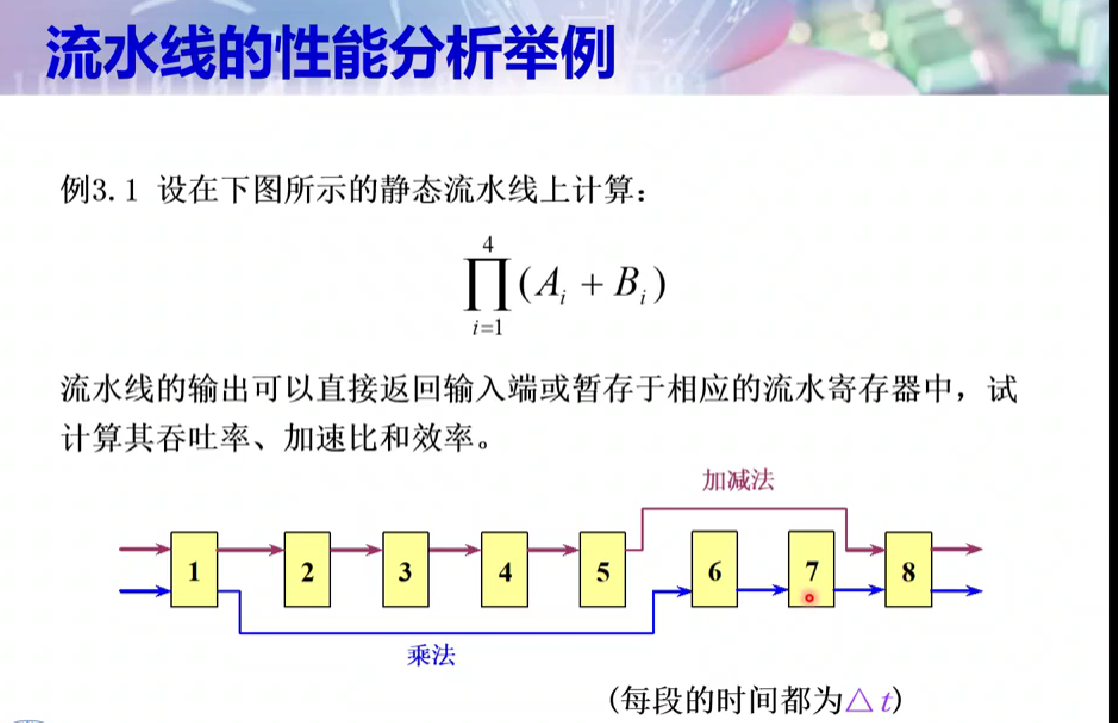 流水线的性能分析举例
例3.1 设在下图所示的静态流水线上计算：
4
∏(A_i + B_i)
i=1
流水线的输出可以直接返回输入端或暂存于相应的流水寄存器中，试
计算其吞吐率、加速比和效率。
加减法
1 2 3 4 5 6 7 8
乘法
(每段的时间都为△t)